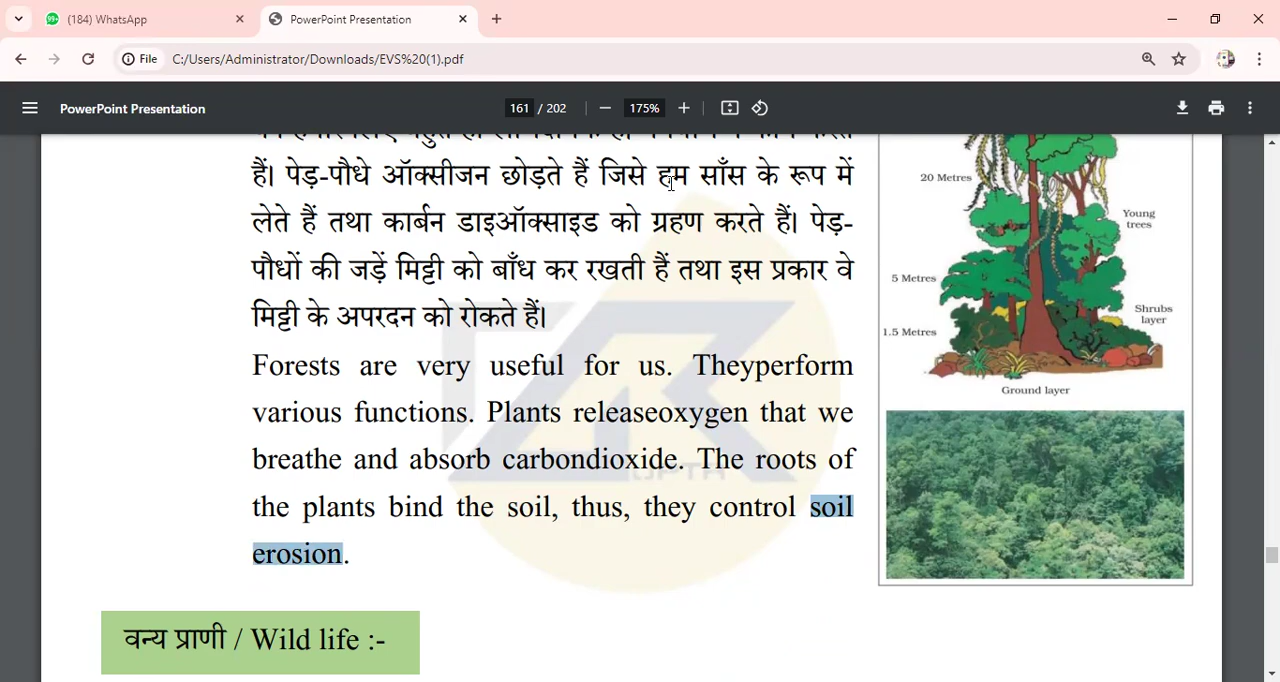 (184) WhatsApp
PowerPoint Presentation
File
C:/Users/Administrator/Downloads/EVS%20(1).pdf
PowerPoint Presentation
161 / 202
175%
हैं। पेड़-पौधे ऑक्सीजन छोड़ते हैं जिसे हम साँस के रूप में
लेते हैं तथा कार्बन डाइऑक्साइड को ग्रहण करते हैं। पेड़-
पौधों की जड़ें मिट्टी को बाँध कर रखती हैं तथा इस प्रकार वे
मिट्टी के अपरदन को रोकते हैं।
Forests are very useful for us. Theyperform
various functions. Plants releaseoxygen that we
breathe and absorb carbondioxide. The roots of
the plants bind the soil, thus, they control soil
erosion.
20 Metres
Young
trees
5 Metres
Shrubs
layer
1.5 Metres
Ground layer
वन्य प्राणी / Wild life :-